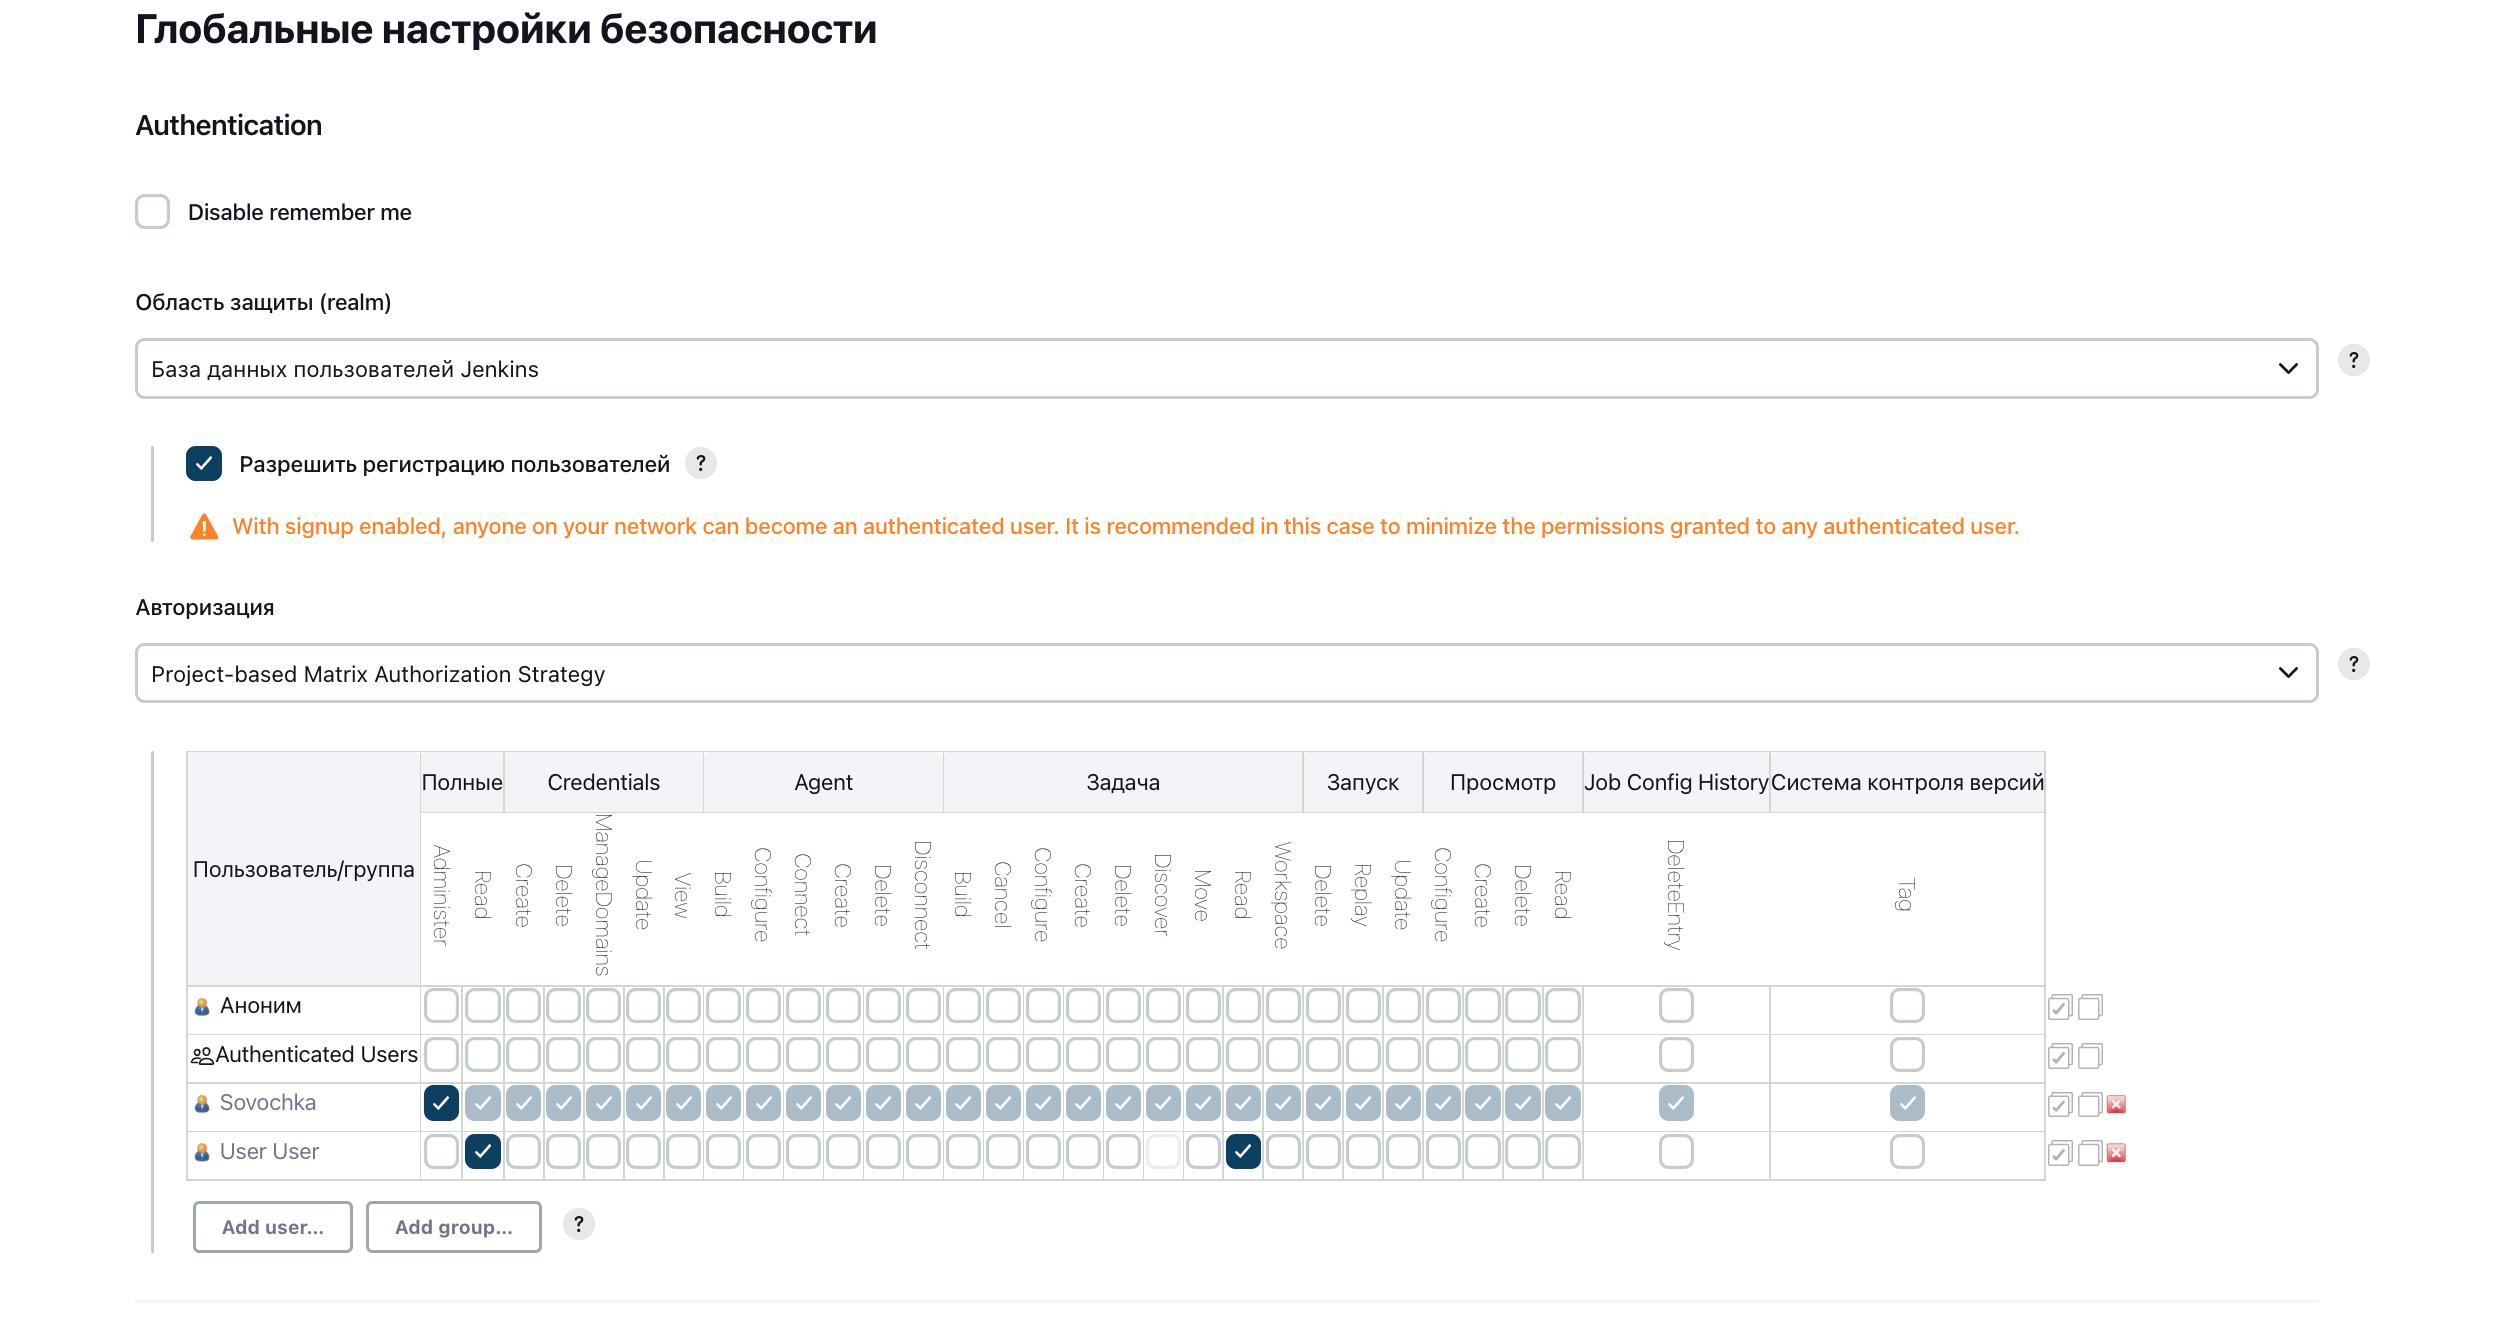 Глобальные настройки безопасности
Authentication
Disable remember me
Область защиты (realm)
База данных пользователей Jenkins
?
Разрешить регистрацию пользователей ?
With signup enabled, anyone on your network can become an authenticated user. It is recommended in this case to minimize the permissions granted to any authenticated user.
Авторизация
Project-based Matrix Authorization Strategy
?
Пользователь/группа Полные Credentials Agent Задача Запуск Просмотр Job Config History Система контроля версий
Administer Read Create Delete ManageDomains Update View Build Configure Connect Create Delete Disconnect Build Cancel Configure Create Delete Discover Move Read Workspace Delete Replay Update Configure Create Delete Read DeleteEntry Tag
Аноним
Authenticated Users
Sovochka
User User
Add user... Add group... ?